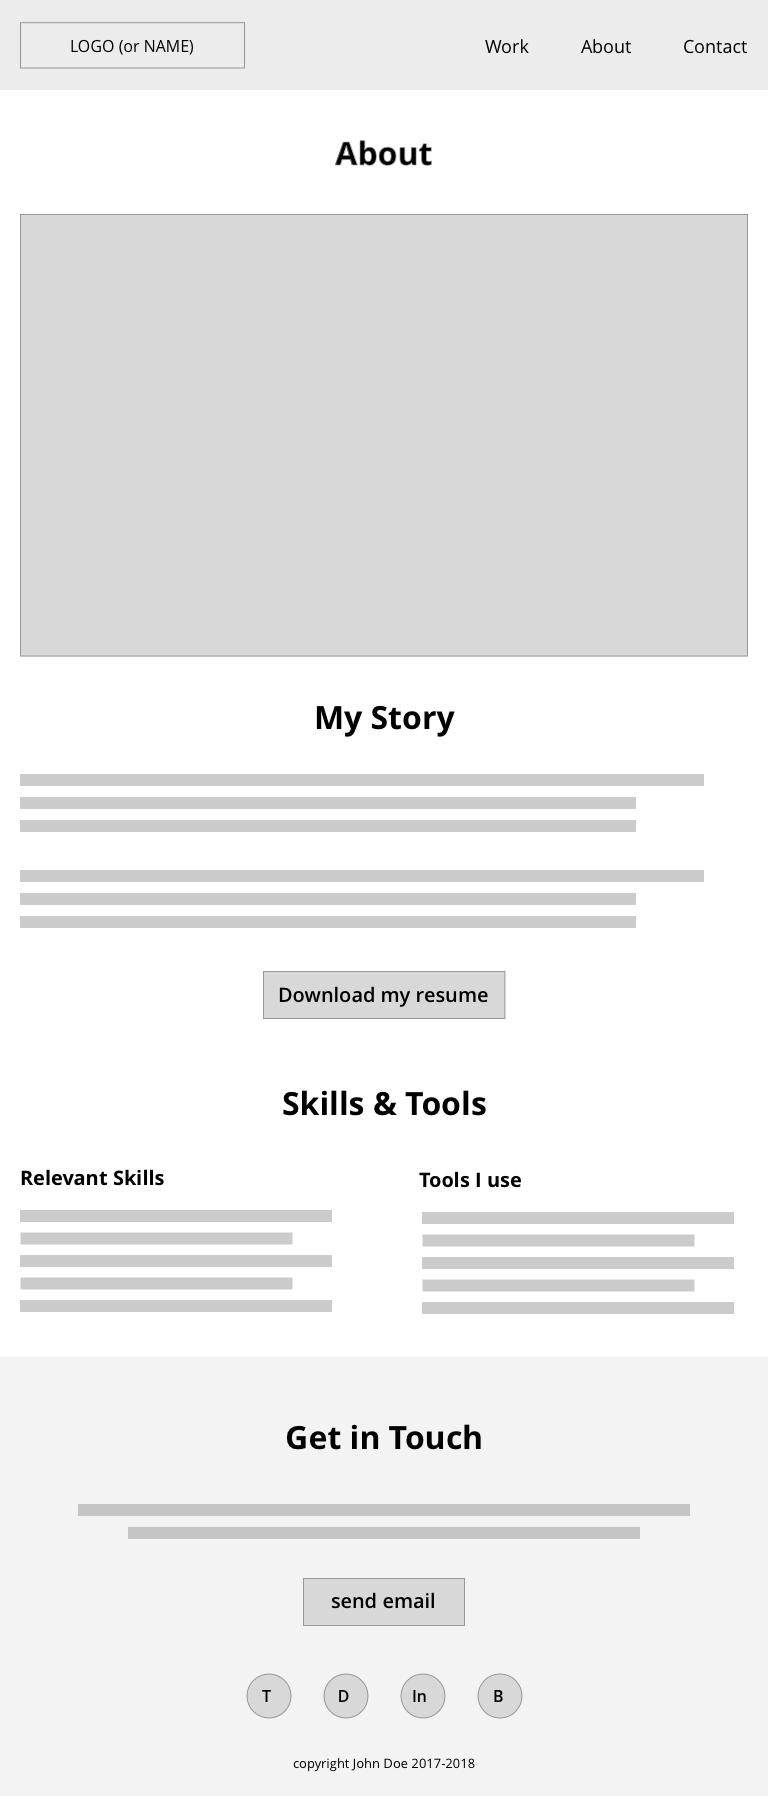 LOGO (or NAME)
Work About Contact
About
My Story
Download my resume
Skills & Tools
Relevant Skills
Tools I use
Get in Touch
send email
T D In B
copyright John Doe 2017-2018